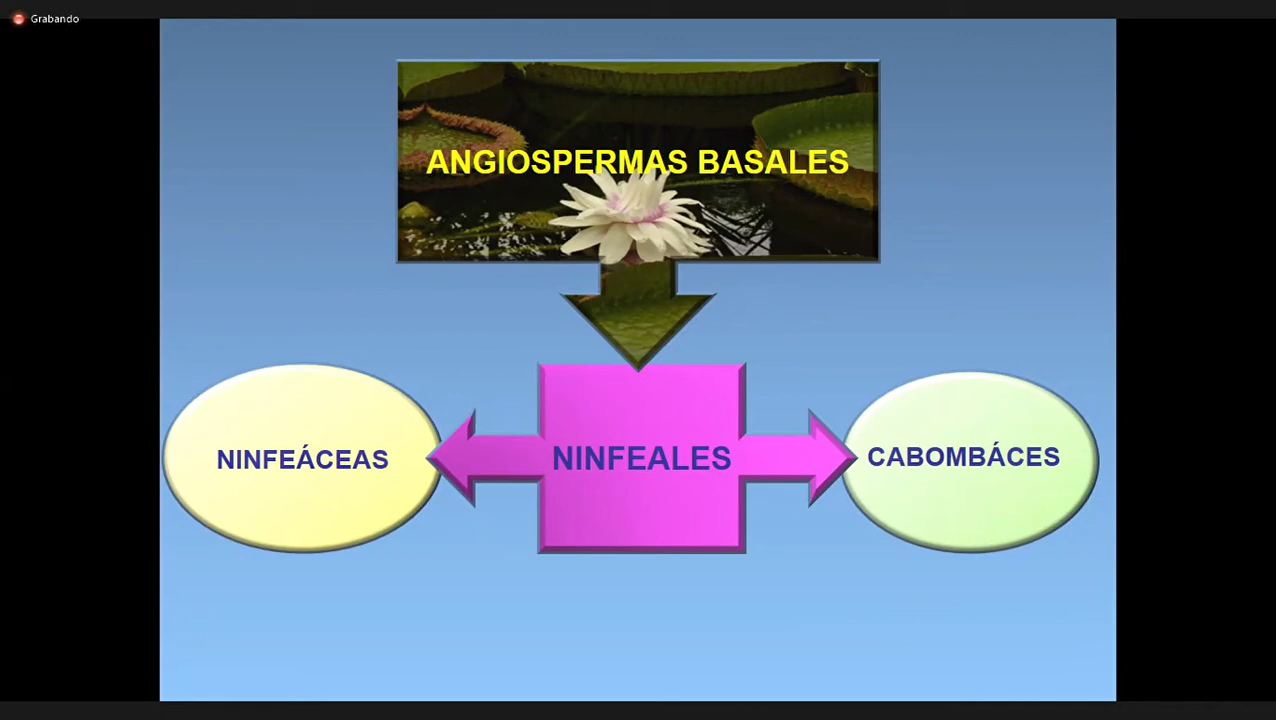 Grabando
ANGIOSPERMAS BASALES
NINFEÁCEAS
NINFEALES
CABOMBÁCES